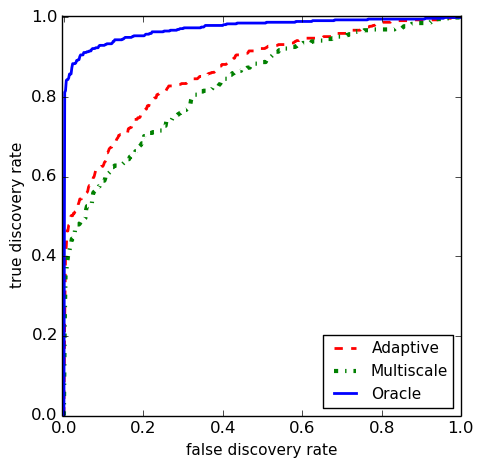 1.0
0.8
0.6
0.4
0.2
0.0
true discovery rate
0.0 0.2 0.4 0.6 0.8 1.0
false discovery rate
Adaptive
Multiscale
Oracle